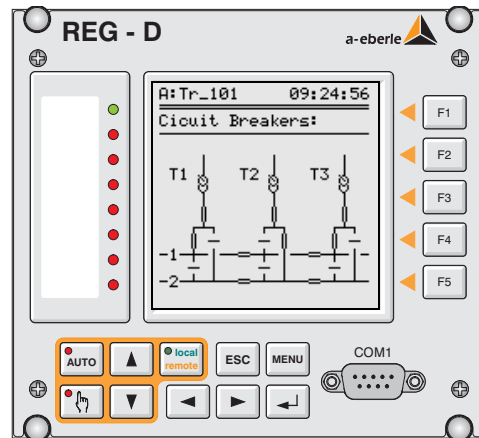 REG - D
a-eberle
A:Tr_101 09:24:56
Cicuit Breakers:
T1 T2 T3
-1
-2
F1
F2
F3
F4
F5
AUTO
local
remote
ESC
MENU
COM1